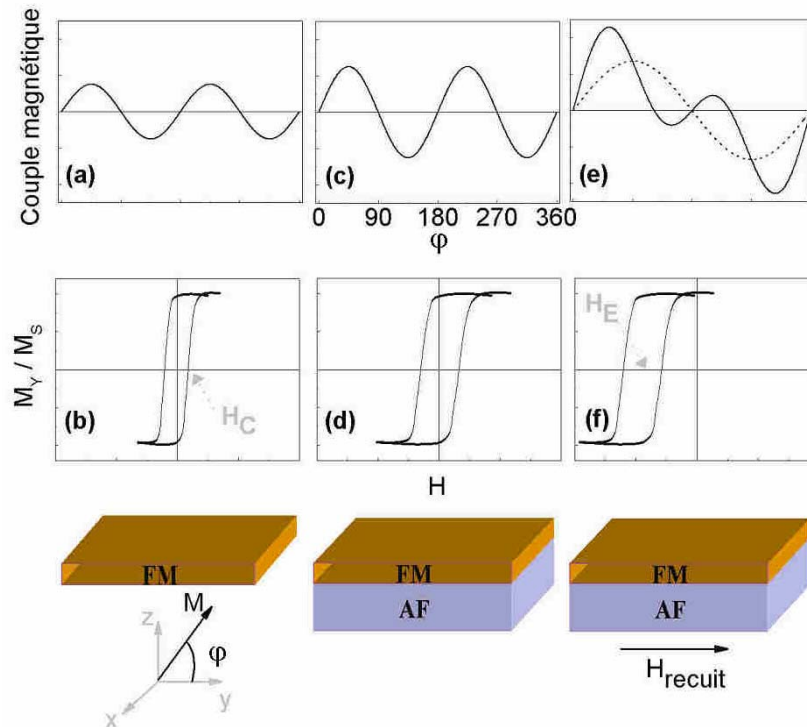 Couple magnétique
(a)
(c)
(e)
0 90 180 270 360
φ
M_Y / M_S
(b)
H_C
(d)
H_E
(f)
H
FM
FM
AF
FM
AF
M
z
φ
y
x
H_recuit